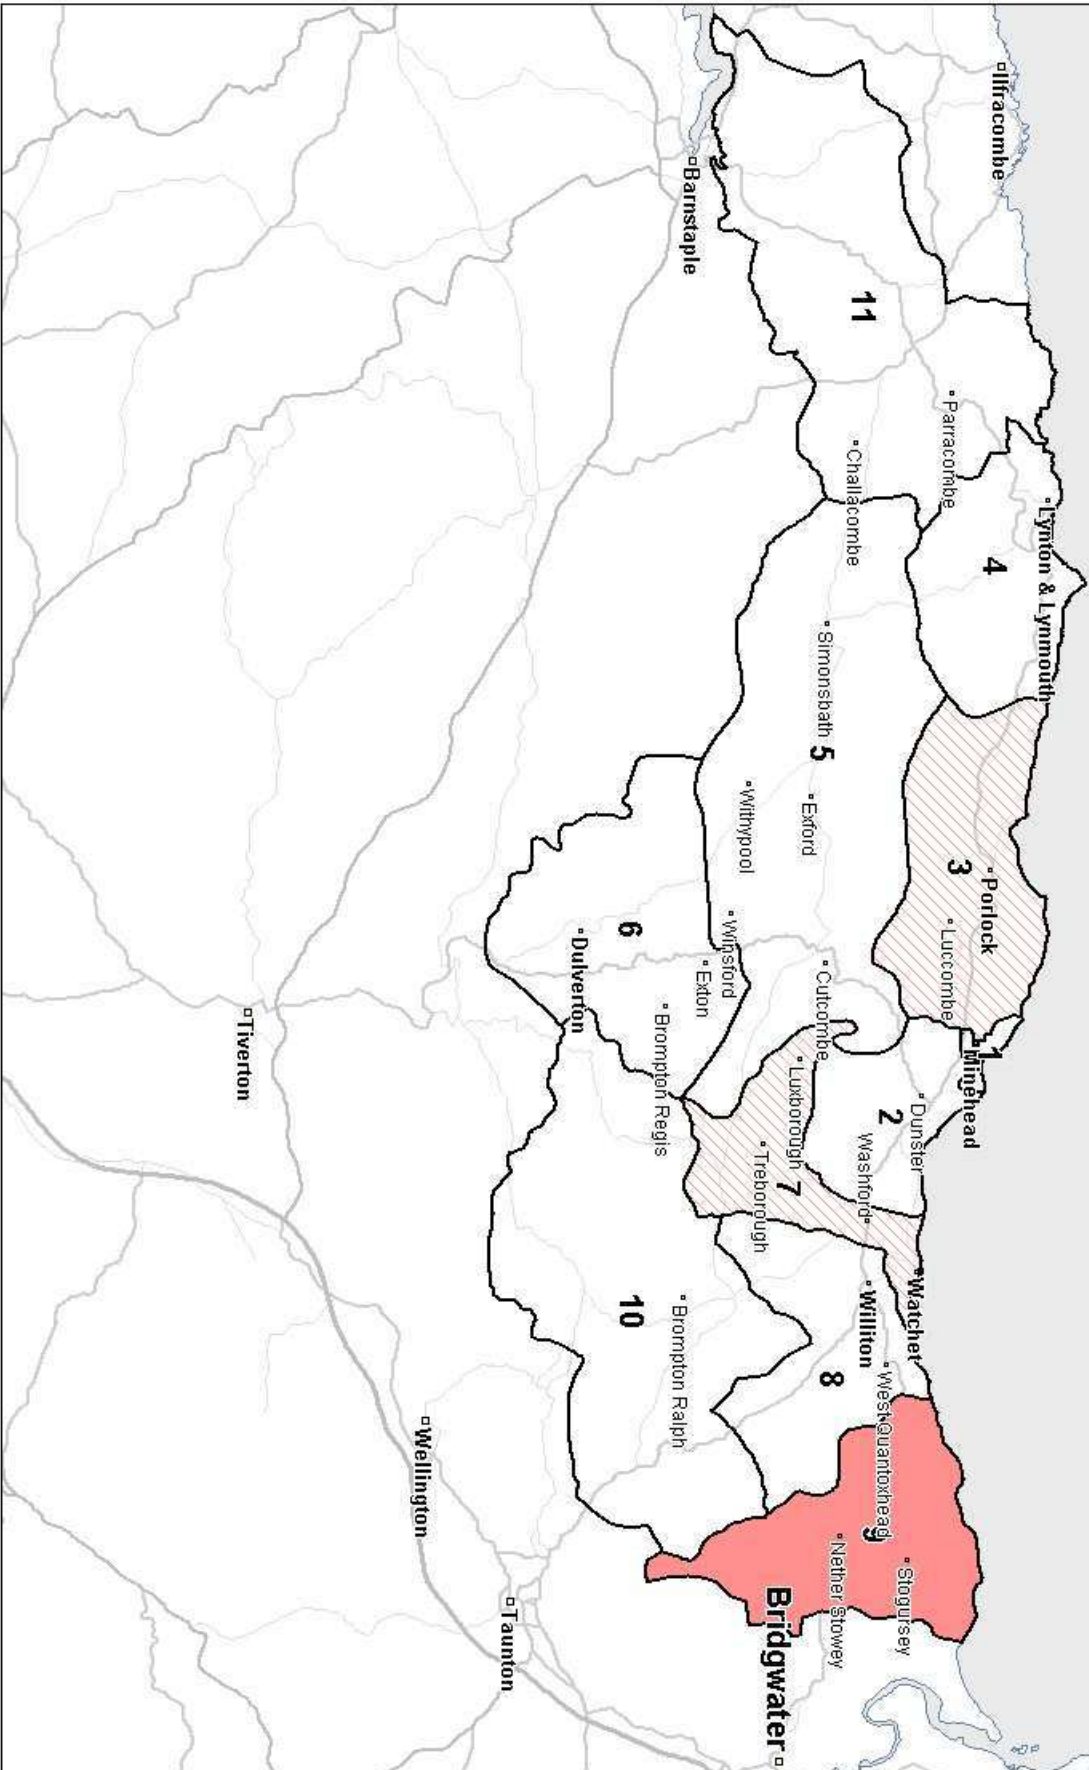 Ilfracombe
Lynton & Lynmouth
4
Parracombe
11
Challacombe
Barnstaple
Porlock
3
Luccombe
1
Minehead
Dunster
2
Washford
Simonsbath
5
Exford
Withypool
Winsford
Exton
Cutcombe
Luxborough
7
Treborough
Watchet
Williton
West Quantoxhead
8
9
Stogursey
Nether Stowey
Bridgwater
6
Dulverton
Brompton Regis
10
Brompton Ralph
Tiverton
Wellington
Taunton